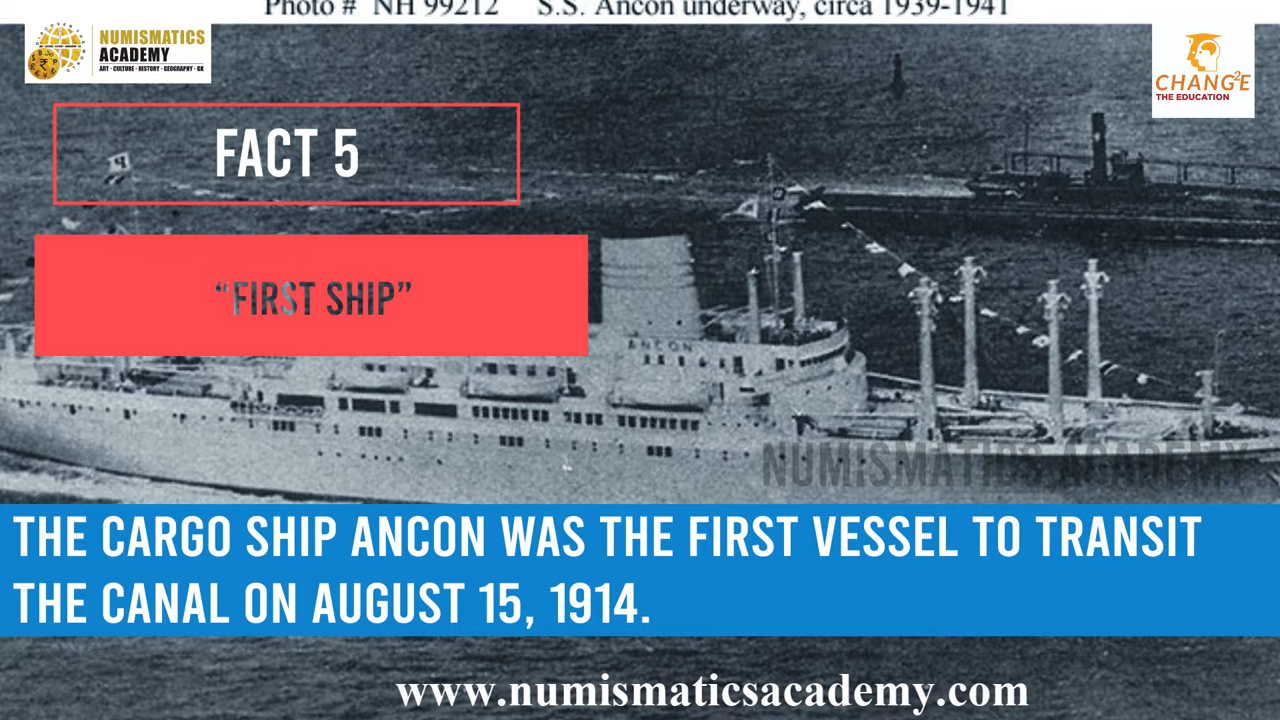 Photo # NH 99212 S.S. Ancon underway, circa 1939-1941
NUMISMATICS
ACADEMY
ART - CULTURE - HISTORY - GEOGRAPHY - GK
CHANG2E
THE EDUCATION
FACT 5
“FIRST SHIP”
ANCON
NUMISMATICS ACADEMY
THE CARGO SHIP ANCON WAS THE FIRST VESSEL TO TRANSIT
THE CANAL ON AUGUST 15, 1914.
www.numismaticsacademy.com